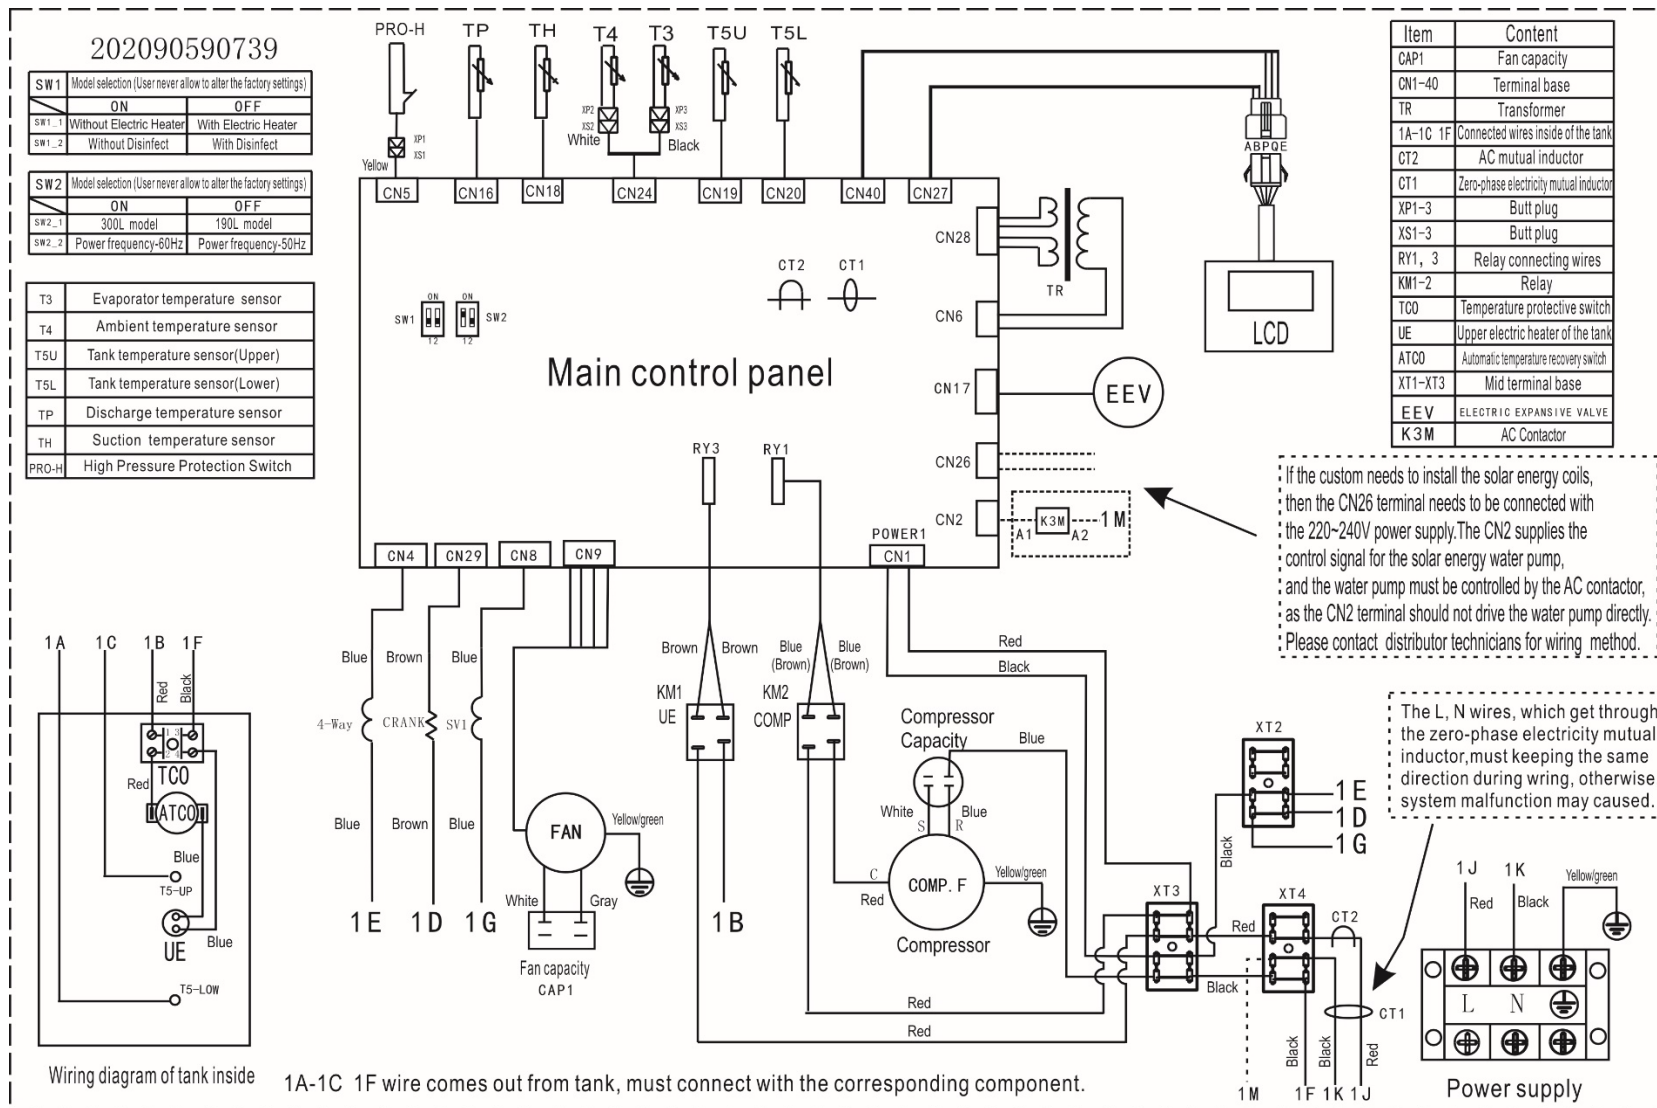 202090590739
SW1 Model selection (User never allow to alter the factory settings)
ON OFF
SW1_1 Without Electric Heater With Electric Heater
SW1_2 Without Disinfect With Disinfect
SW2 Model selection (User never allow to alter the factory settings)
ON OFF
SW2_1 300L model 190L model
SW2_2 Power frequency-60Hz Power frequency-50Hz
T3 Evaporator temperature sensor
T4 Ambient temperature sensor
T5U Tank temperature sensor(Upper)
T5L Tank temperature sensor(Lower)
TP Discharge temperature sensor
TH Suction temperature sensor
PRO-H High Pressure Protection Switch
PRO-H TP TH T4 T3 T5U T5L
XP1
XS1
Yellow
XP2
XS2
White
XP3
XS3
Black
CN5 CN16 CN18 CN24 CN19 CN20 CN40 CN27
ABPQE
LCD
CN28
TR
CN6
CN17
EEV
CN26
CN2
A1 K3M A2 1M
CT2 CT1
SW1 ON 12
ON 12 SW2
Main control panel
RY3 RY1
POWER1
CN4 CN29 CN8 CN9 CN1
Item Content
CAP1 Fan capacity
CN1-40 Terminal base
TR Transformer
1A-1C 1F Connected wires inside of the tank
CT2 AC mutual inductor
CT1 Zero-phase electricity mutual inductor
XP1-3 Butt plug
XS1-3 Butt plug
RY1, 3 Relay connecting wires
KM1-2 Relay
TCO Temperature protective switch
UE Upper electric heater of the tank
ATCO Automatic temperature recovery switch
XT1-XT3 Mid terminal base
EEV ELECTRIC EXPANSIVE VALVE
K3M AC Contactor
If the custom needs to install the solar energy coils,
then the CN26 terminal needs to be connected with
the 220~240V power supply.The CN2 supplies the
control signal for the solar energy water pump,
and the water pump must be controlled by the AC contactor,
as the CN2 terminal should not drive the water pump directly.
Please contact distributor technicians for wiring method.
The L, N wires, which get through
the zero-phase electricity mutual
inductor,must keeping the same
direction during wring, otherwise
system malfunction may caused.
1A 1C 1B 1F
Red Black
1 3
2 4
TCO
Red
ATCO
Blue
T5-UP
UE
Blue
T5-LOW
Wiring diagram of tank inside
Blue Brown Blue
4-Way CRANK SV1
Blue Brown Blue
1E 1D 1G
FAN
Yellow/green
White Gray
Fan capacity
CAP1
Brown Brown
KM1
UE
1B
Blue
(Brown)
Blue
(Brown)
KM2
COMP
Red
Black
Compressor
Capacity
Blue
White Blue
S R
C
Red
COMP. F
Yellow/green
Compressor
Red
Red
XT2
1E
1D
1G
Black
XT3
Red
Black
XT4
CT2
CT1
Black Black Red
1M 1F 1K 1J
1J 1K
Red Black
Yellow/green
L N
Power supply
1A-1C 1F wire comes out from tank, must connect with the corresponding component.